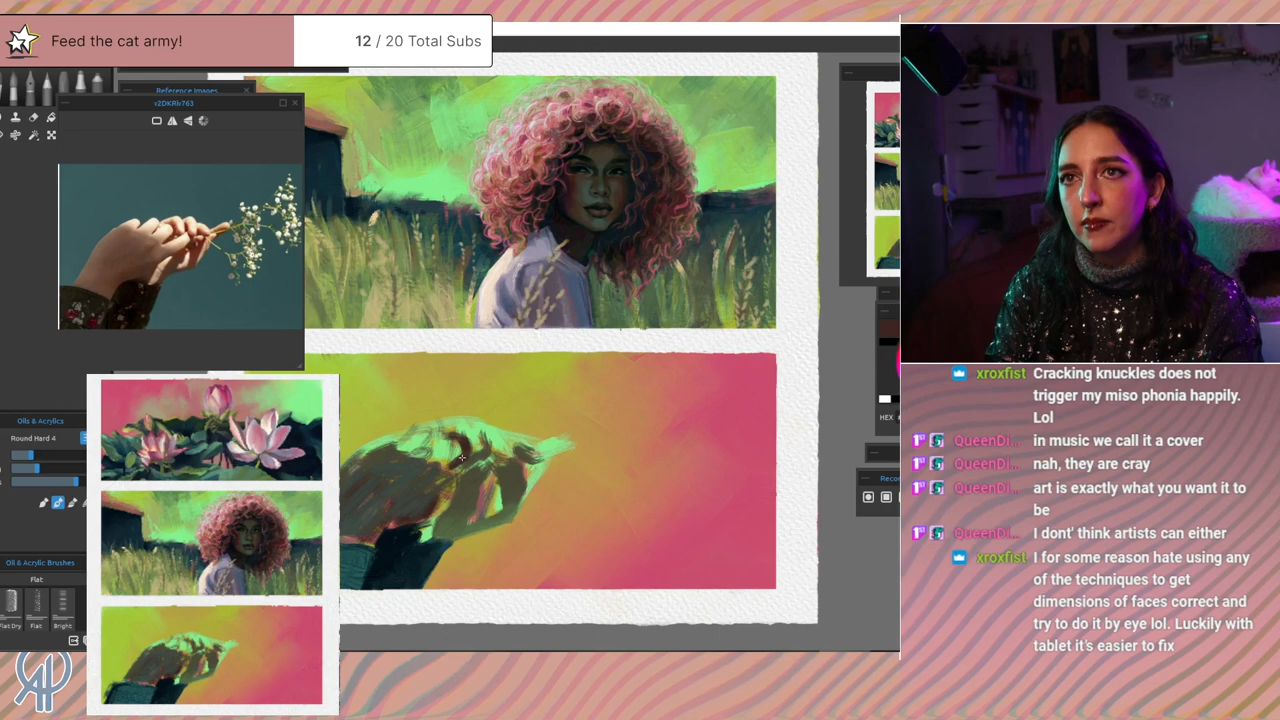 Feed the cat army!
12 / 20 Total Subs
Reference Images
v2DKRlv763
Oils & Acrylics
Round Hard 4
Oil & Acrylic Brushes
Flat
Flat Dry
Flat
Bright
HEX
Recor
xroxfist Cracking knuckles does not
trigger my miso phonia happily.
Lol
QueenDi... in music we call it a cover
QueenDi... nah, they are cray
QueenDi... art is exactly what you want it to
be
QueenDi... I dont' think artists can either
xroxfist I for some reason hate using any
of the techniques to get
dimensions of faces correct and
try to do it by eye lol. Luckily with
tablet it's easier to fix